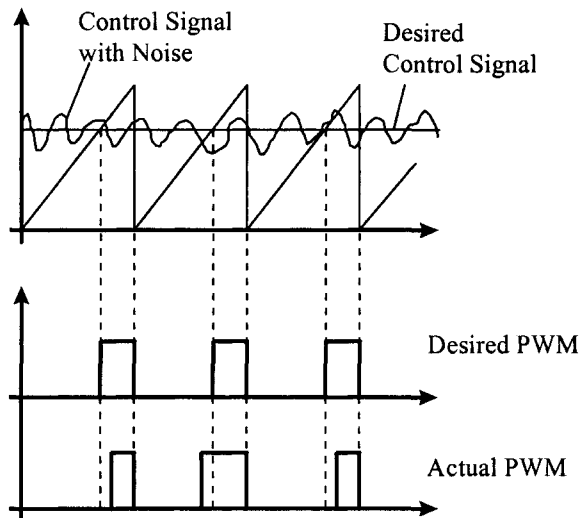 Control Signal
with Noise
Desired
Control Signal
Desired PWM
Actual PWM